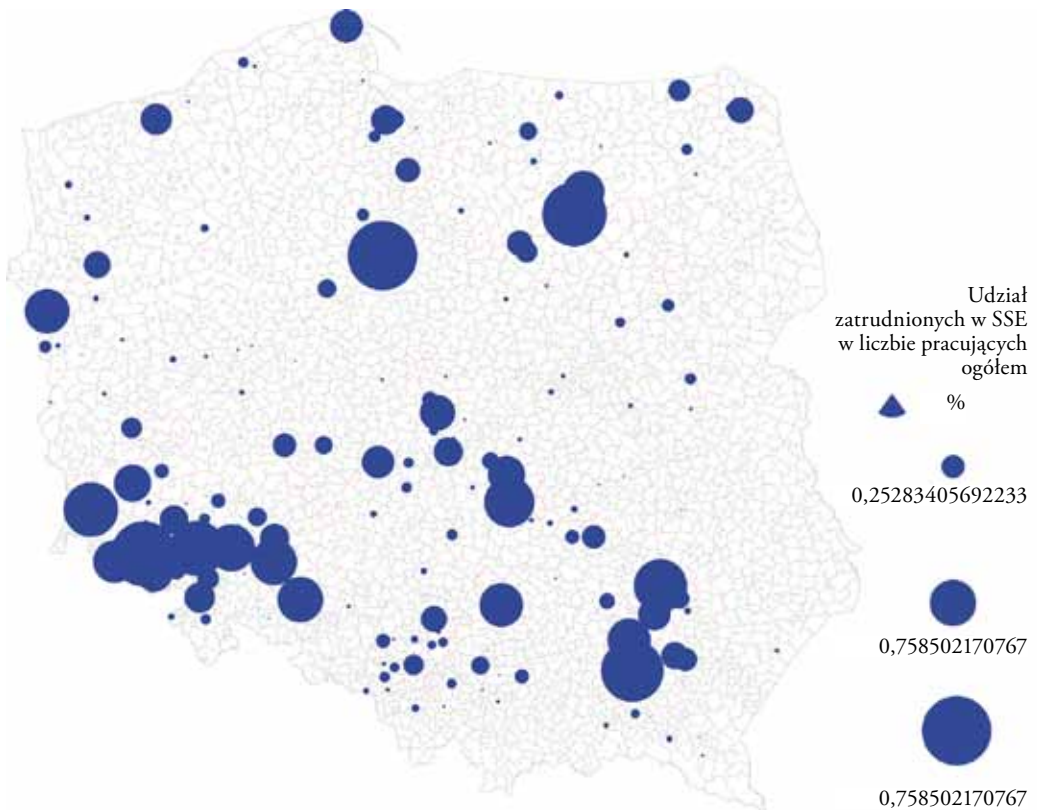 Udział
zatrudnionych w SSE
w liczbie pracujących
ogółem
%
0,25283405692233
0,758502170767
0,758502170767